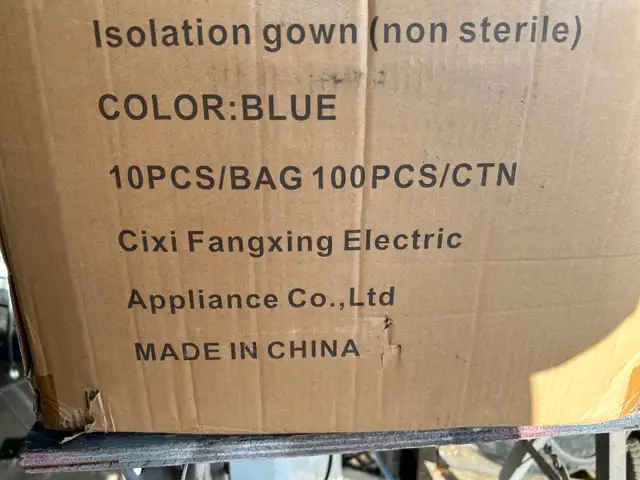 Isolation gown (non sterile)
COLOR:BLUE
10PCS/BAG 100PCS/CTN
Cixi Fangxing Electric
Appliance Co.,Ltd
MADE IN CHINA